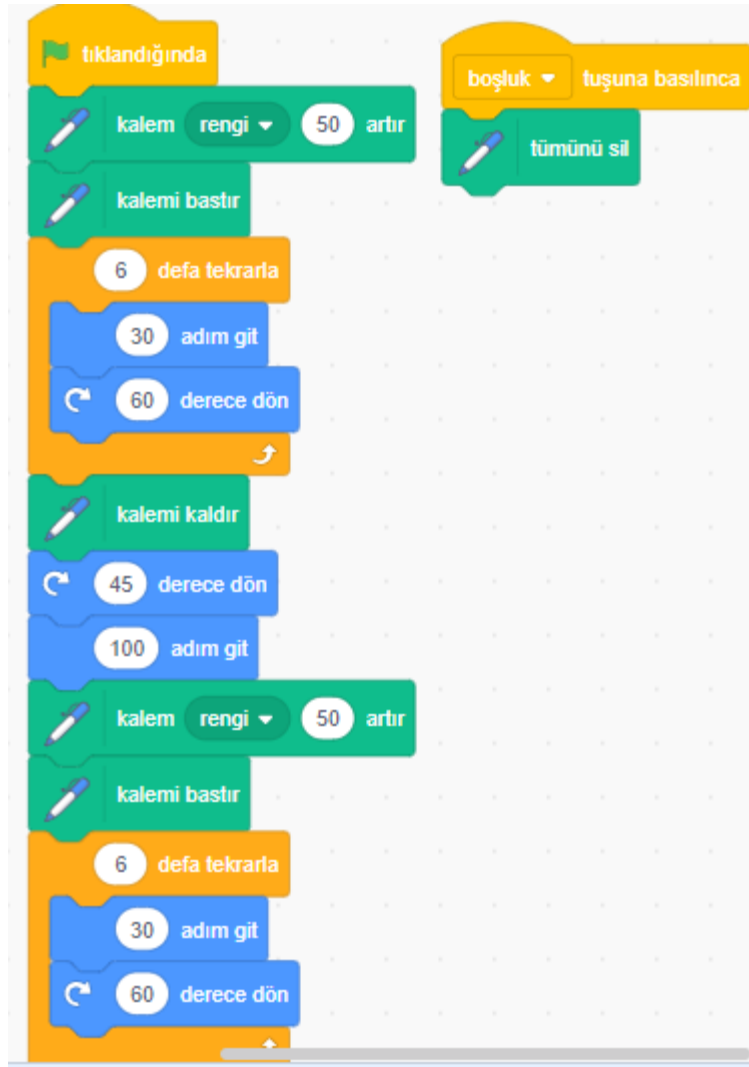 tıklandığında
kalem rengi 50 artır
kalemi bastır
6 defa tekrarla
30 adım git
60 derece dön
kalemi kaldır
45 derece dön
100 adım git
kalem rengi 50 artır
kalemi bastır
6 defa tekrarla
30 adım git
60 derece dön
boşluk tuşuna basılınca
tümünü sil